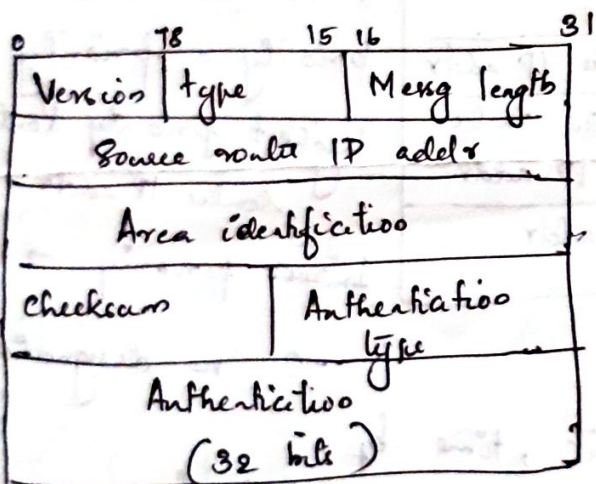 0 78 15 16 31
Version type Messg length
Source router IP addr
Area identification
checksum Authentication
type
Authentication
(32 bits)